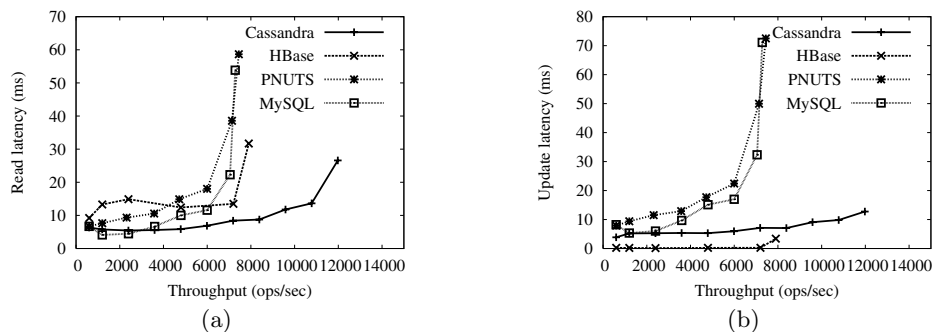 70
60
50
40
30
20
10
0
Read latency (ms)
Cassandra
HBase
PNUTS
MySQL
0 2000 4000 6000 8000 10000 12000 14000
Throughput (ops/sec)
(a)
80
70
60
50
40
30
20
10
0
Update latency (ms)
Cassandra
HBase
PNUTS
MySQL
0 2000 4000 6000 8000 10000 12000 14000
Throughput (ops/sec)
(b)